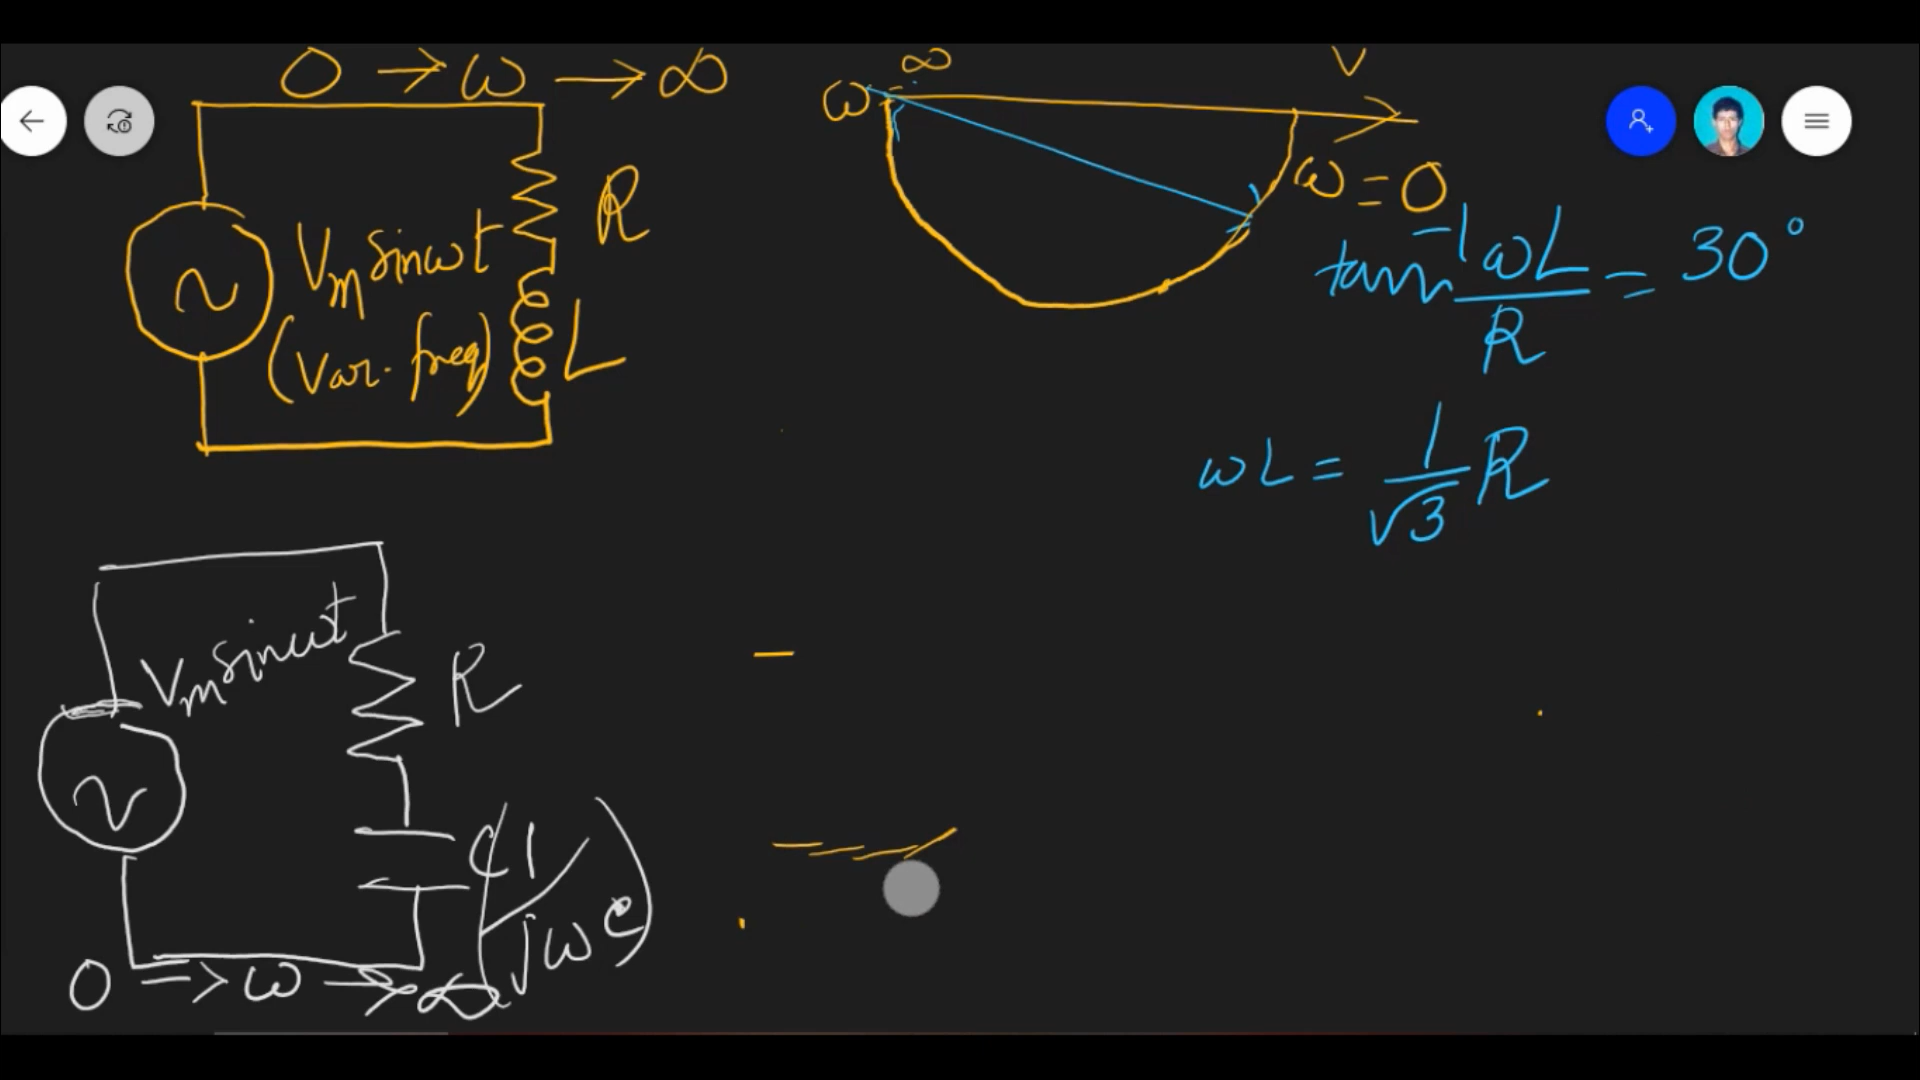 0 → ω → ∞
Vm sinωt
(Var. freq)
R
L
ω = ∞
V
ω = 0
tan⁻¹ ωL/R = 30°
ωL = 1/√3 R
Vm sinωt
R
C (1/jωC)
0 => ω → ∞